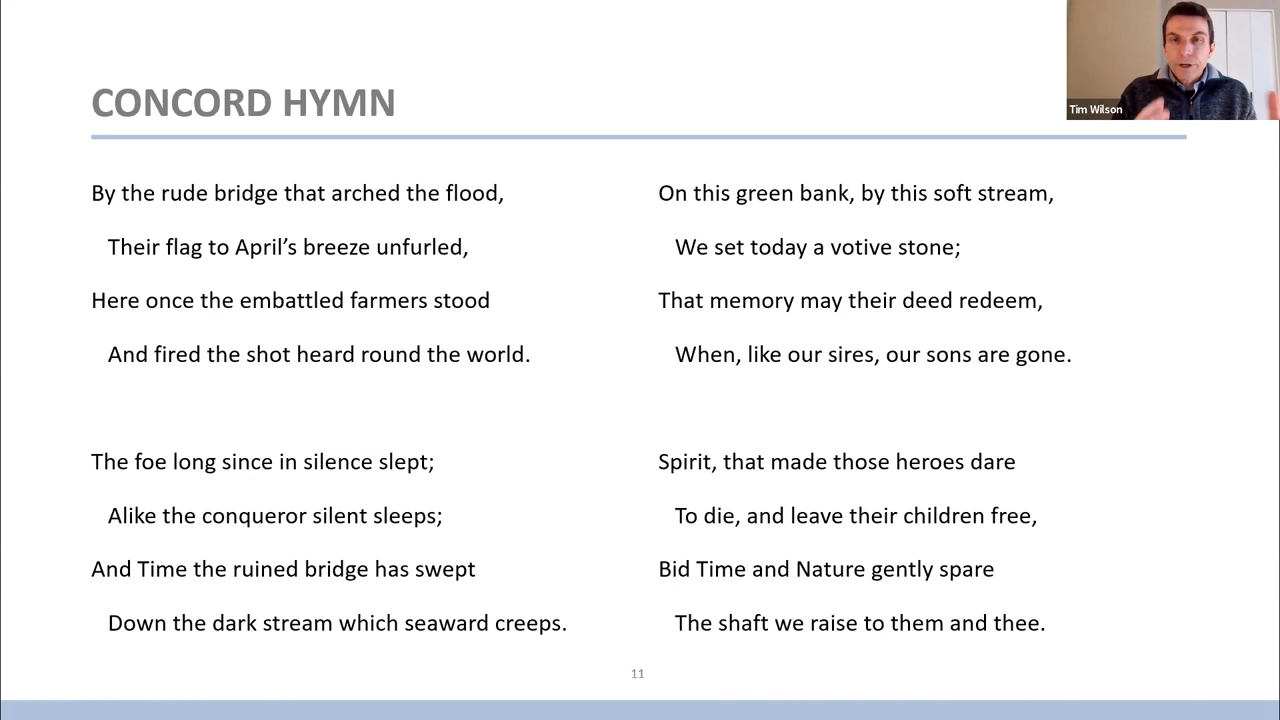 CONCORD HYMN
Tim Wilson
By the rude bridge that arched the flood,
Their flag to April’s breeze unfurled,
Here once the embattled farmers stood
And fired the shot heard round the world.
The foe long since in silence slept;
Alike the conqueror silent sleeps;
And Time the ruined bridge has swept
Down the dark stream which seaward creeps.
On this green bank, by this soft stream,
We set today a votive stone;
That memory may their deed redeem,
When, like our sires, our sons are gone.
Spirit, that made those heroes dare
To die, and leave their children free,
Bid Time and Nature gently spare
The shaft we raise to them and thee.
11